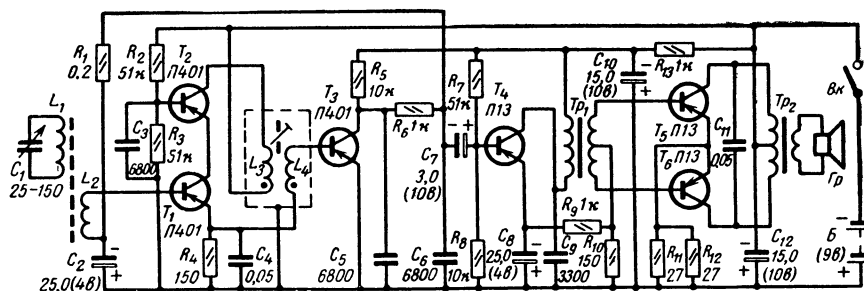 R1
0,2
R2
51к
T2
П401
L1
C1
25-150
C3
6800
R3
51к
L2
T1
П401
C2
25,0(4в)
R4
150
C4
0,05
L3
L4
T3
П401
R5
10к
R6 1к
C5
6800
C6
6800
C7
3,0
(10в)
R7
51к
T4
П13
R8
10к
C8
25,0
(4в)
R9 1к
C9
3300
R10
150
Тр1
C10
15,0
(10в)
R13 1к
T5
П13
T6 П13
C11
0,05
R11
27
R12
27
Тр2
Гр
C12
15,0
(10в)
Вк
Б
(9в)